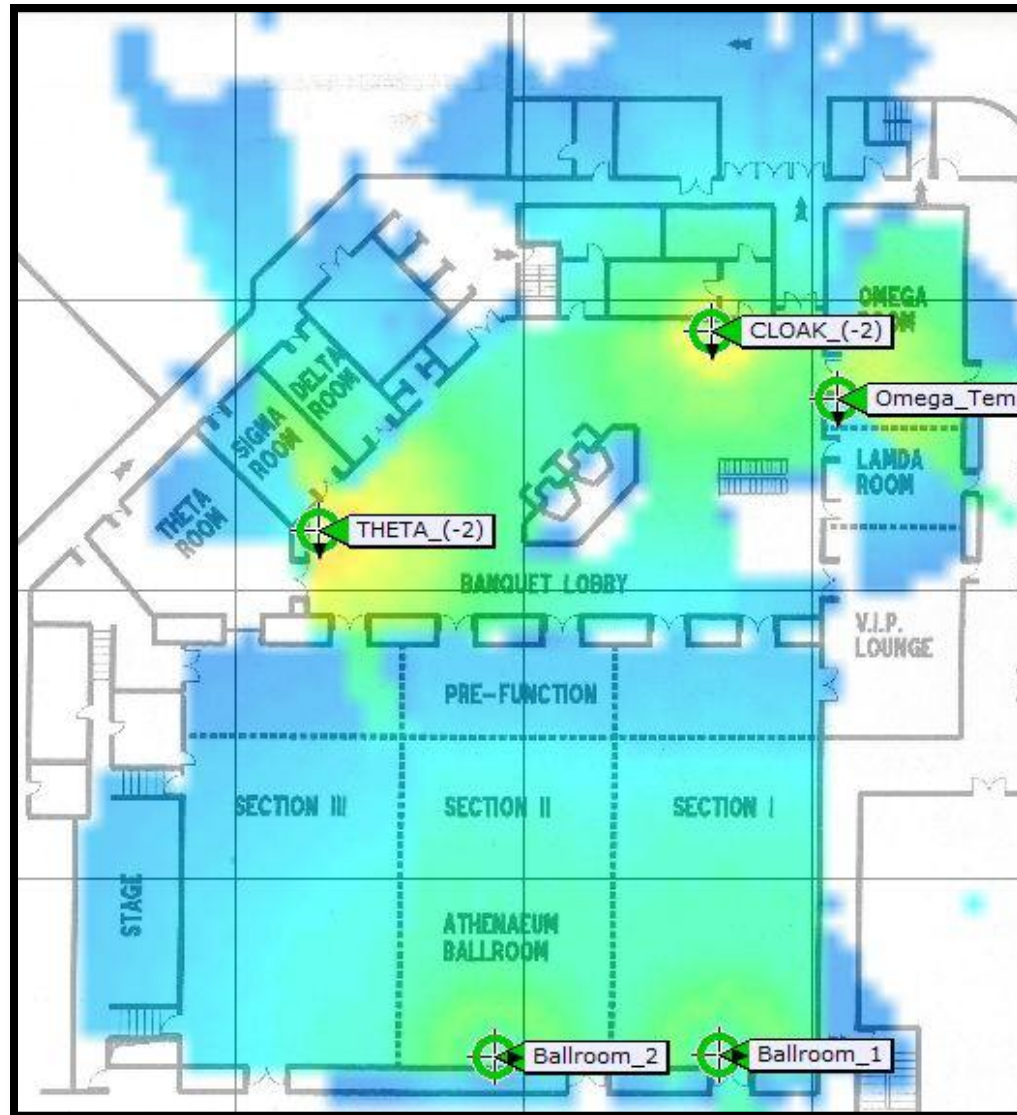 OMEGA
ROOM
CLOAK_(-2)
DELTA
ROOM
Omega_Tem
SIGMA
ROOM
LAMDA
ROOM
THETA
ROOM
THETA_(-2)
BANQUET LOBBY
V.I.P.
LOUNGE
PRE-FUNCTION
SECTION III
SECTION II
SECTION I
STAGE
ATHENAEUM
BALLROOM
Ballroom_2
Ballroom_1